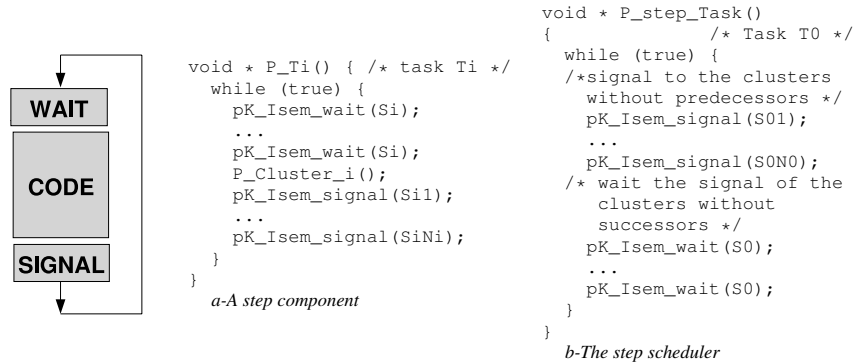 WAIT
CODE
SIGNAL
void * P_Ti() { /* task Ti */
while (true) {
pK_Isem_wait(Si);
...
pK_Isem_wait(Si);
P_Cluster_i();
pK_Isem_signal(Si1);
...
pK_Isem_signal(SiNi);
}
}
a-A step component
void * P_step_Task()
{ /* Task T0 */
while (true) {
/*signal to the clusters
without predecessors */
pK_Isem_signal(S01);
...
pK_Isem_signal(S0N0);
/* wait the signal of the
clusters without
successors */
pK_Isem_wait(S0);
...
pK_Isem_wait(S0);
}
}
b-The step scheduler